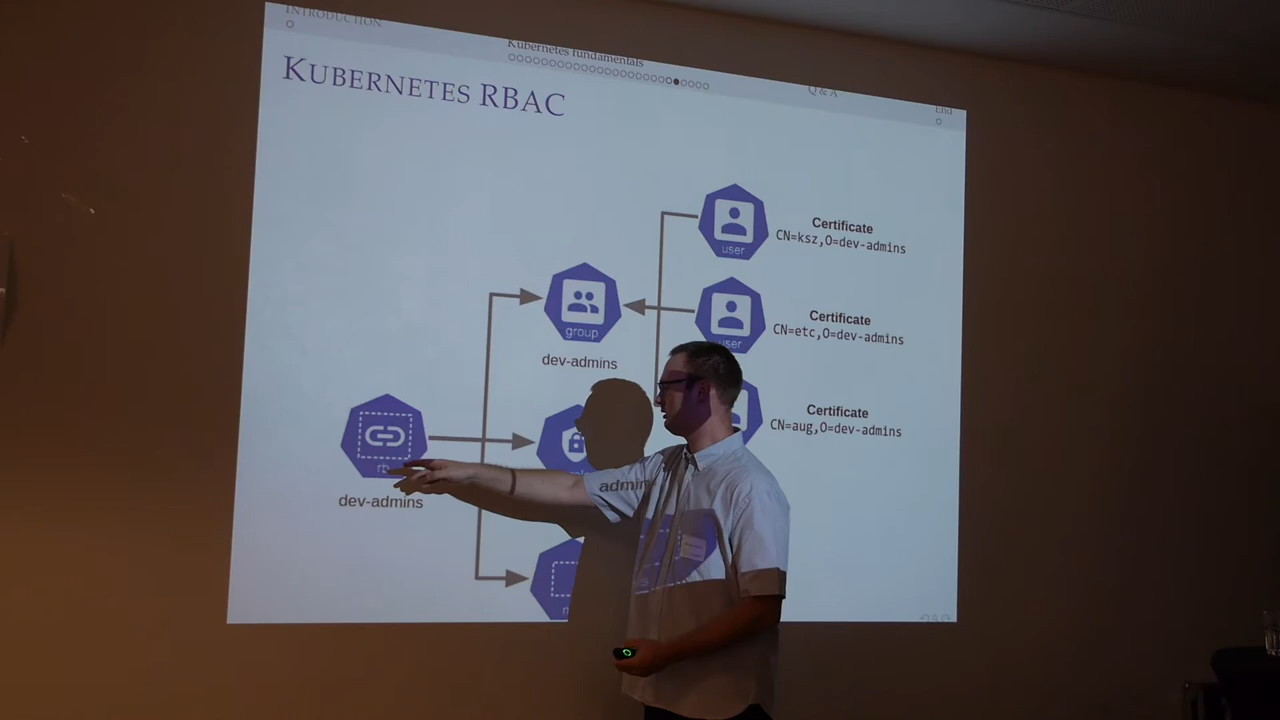 INTRODUCTION
Kubernetes fundamentals
Q & A
End
KUBERNETES RBAC
user
Certificate
CN=ksz,O=dev-admins
group
dev-admins
user
Certificate
CN=etc,O=dev-admins
Certificate
CN=aug,O=dev-admins
rb
dev-admins
admin